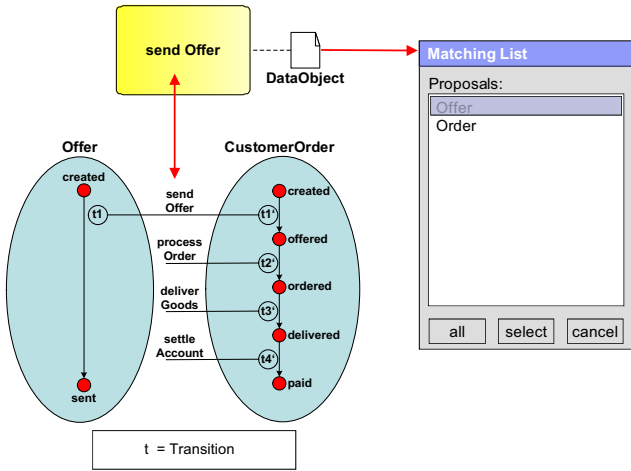 send Offer
DataObject
Matching List
Proposals:
Offer
Order
all
select
cancel
Offer
CustomerOrder
created
send
Offer
created
t1
t1‘
offered
process
Order
t2‘
ordered
deliver
Goods
t3‘
delivered
settle
Account
t4‘
paid
sent
t = Transition